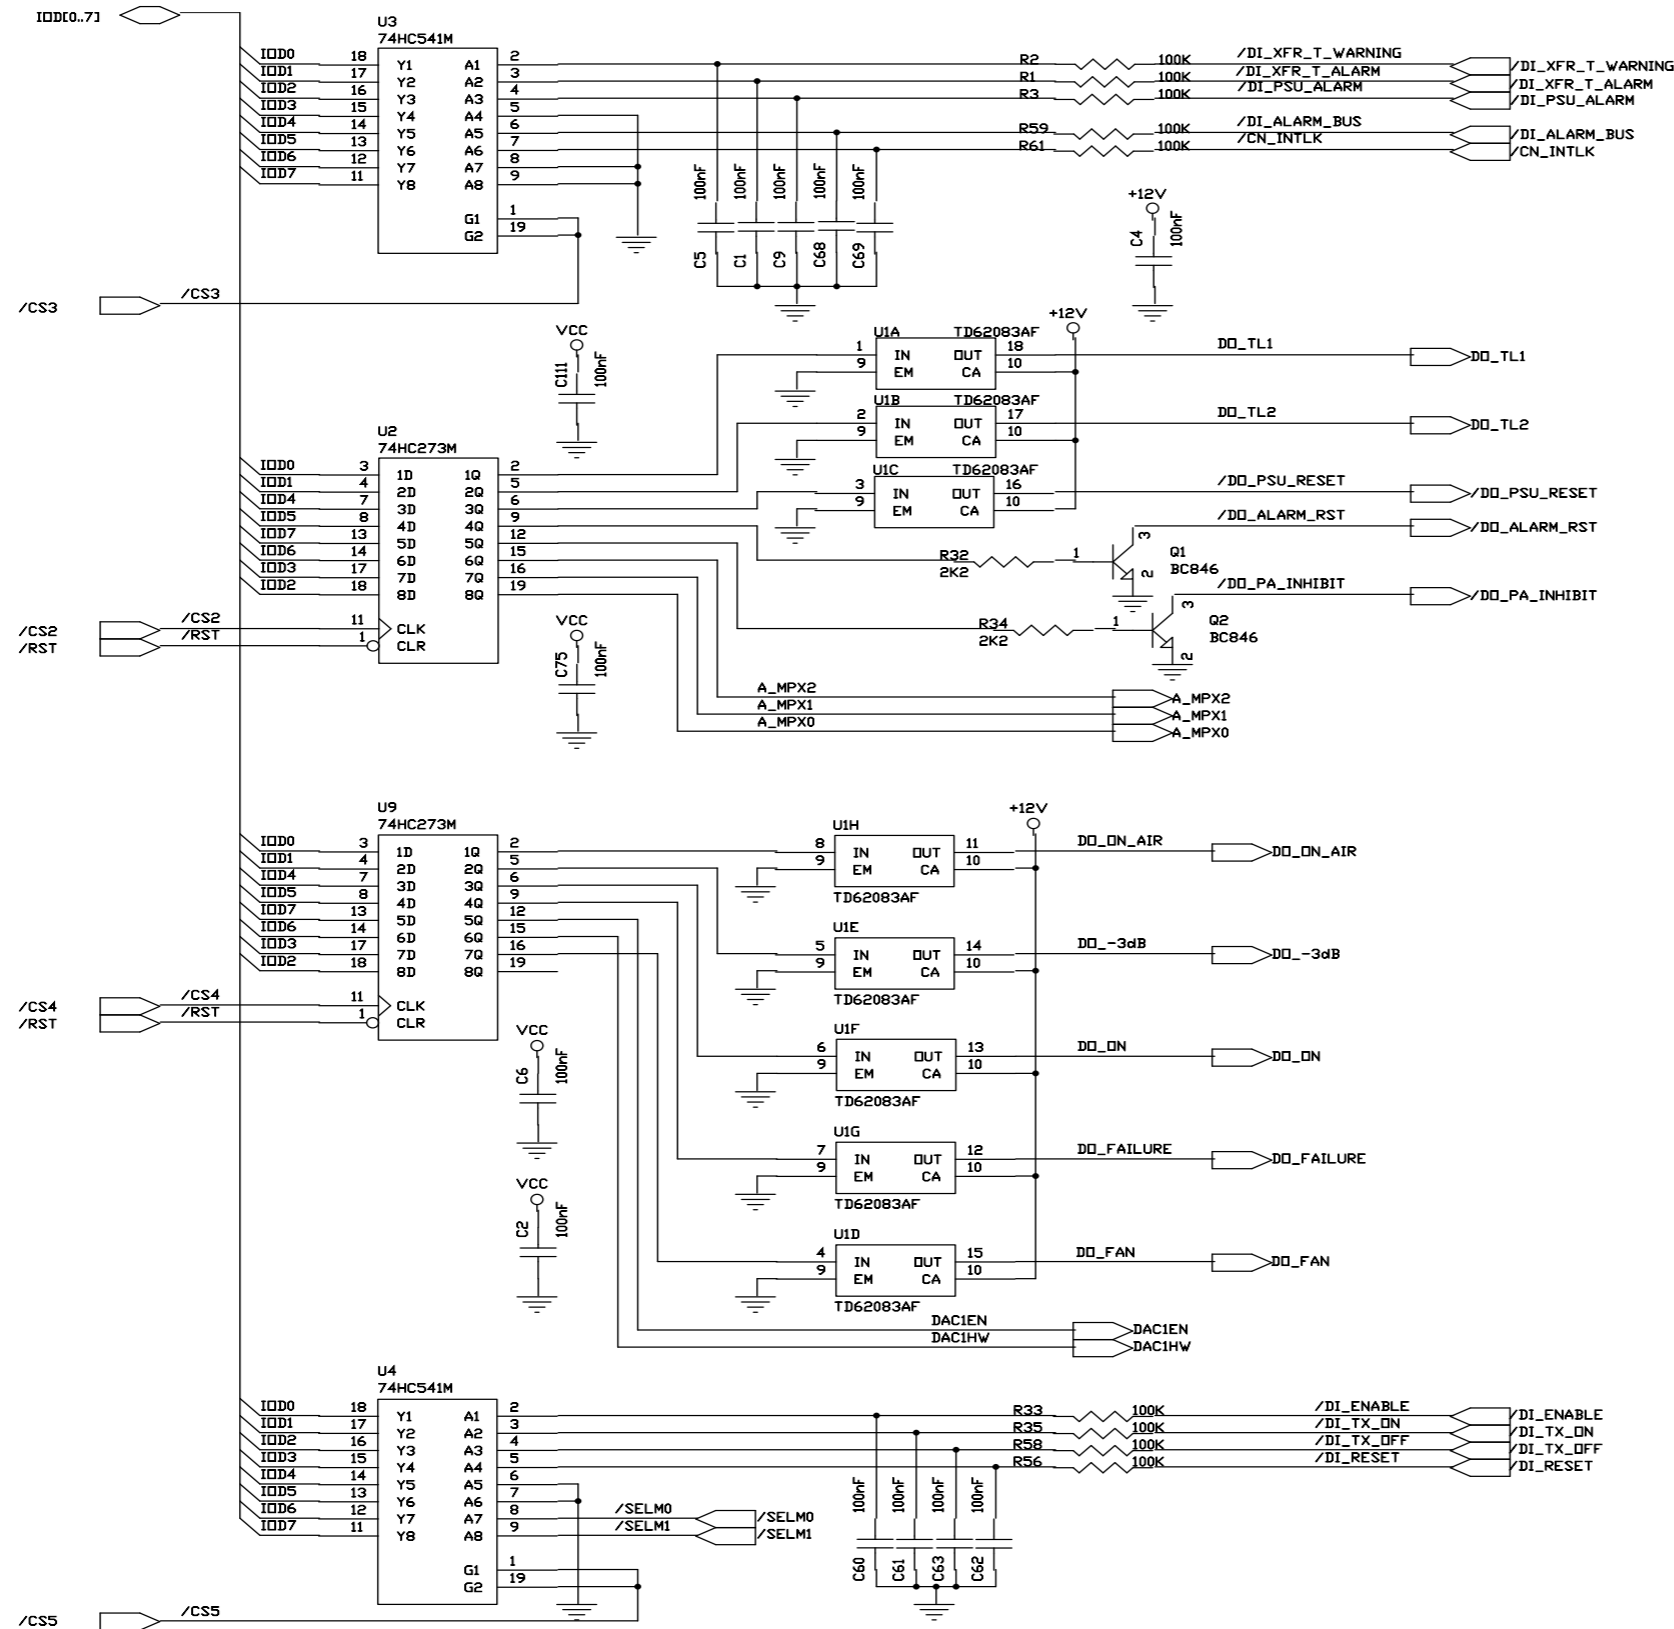 IOD[0..7]
U3
74HC541M
IOD0 18 Y1 A1 2 R2 100K /DI_XFR_T_WARNING /DI_XFR_T_WARNING
IOD1 17 Y2 A2 3 R1 100K /DI_XFR_T_ALARM /DI_XFR_T_ALARM
IOD2 16 Y3 A3 4 R3 100K /DI_PSU_ALARM /DI_PSU_ALARM
IOD3 15 Y4 A4 5
IOD4 14 Y5 A5 6 R59 100K /DI_ALARM_BUS /DI_ALARM_BUS
IOD5 13 Y6 A6 7 R61 100K /CN_INTLK /CN_INTLK
IOD6 12 Y7 A7 8
IOD7 11 Y8 A8 9
G1 1
G2 19
100nF 100nF 100nF 100nF 100nF
C5 C1 C9 C68 C69
+12V
C4 100nF
/CS3 /CS3
VCC
C111 100nF
+12V
U1A TD62083AF
1 IN OUT 18 DO_TL1 DO_TL1
9 EM CA 10
U1B TD62083AF
2 IN OUT 17 DO_TL2 DO_TL2
9 EM CA 10
U1C TD62083AF
3 IN OUT 16 /DO_PSU_RESET /DO_PSU_RESET
9 EM CA 10
U2
74HC273M
IOD0 3 1D 1Q 2
IOD1 4 2D 2Q 5
IOD4 7 3D 3Q 6
IOD5 8 4D 4Q 9
IOD7 13 5D 5Q 12
IOD6 14 6D 6Q 15
IOD3 17 7D 7Q 16
IOD2 18 8D 8Q 19
/CS2 /CS2 11 CLK
/RST /RST 1 CLR
/DO_ALARM_RST /DO_ALARM_RST
R32 2K2 1 3 2 Q1 BC846
/DO_PA_INHIBIT /DO_PA_INHIBIT
R34 2K2 1 3 2 Q2 BC846
VCC
C75 100nF
A_MPX2 A_MPX2
A_MPX1 A_MPX1
A_MPX0 A_MPX0
U9
74HC273M
IOD0 3 1D 1Q 2
IOD1 4 2D 2Q 5
IOD4 7 3D 3Q 6
IOD5 8 4D 4Q 9
IOD7 13 5D 5Q 12
IOD6 14 6D 6Q 15
IOD3 17 7D 7Q 16
IOD2 18 8D 8Q 19
/CS4 /CS4 11 CLK
/RST /RST 1 CLR
+12V
U1H
8 IN OUT 11 DO_ON_AIR DO_ON_AIR
9 EM CA 10
TD62083AF
U1E
5 IN OUT 14 DO_-3dB DO_-3dB
9 EM CA 10
TD62083AF
VCC
C6 100nF
U1F
6 IN OUT 13 DO_ON DO_ON
9 EM CA 10
TD62083AF
U1G
7 IN OUT 12 DO_FAILURE DO_FAILURE
9 EM CA 10
TD62083AF
VCC
C2 100nF
U1D
4 IN OUT 15 DO_FAN DO_FAN
9 EM CA 10
TD62083AF
DAC1EN DAC1EN
DAC1HW DAC1HW
U4
74HC541M
IOD0 18 Y1 A1 2 R33 100K /DI_ENABLE /DI_ENABLE
IOD1 17 Y2 A2 3 R35 100K /DI_TX_ON /DI_TX_ON
IOD2 16 Y3 A3 4 R58 100K /DI_TX_OFF /DI_TX_OFF
IOD3 15 Y4 A4 5 R56 100K /DI_RESET /DI_RESET
IOD4 14 Y5 A5 6
IOD5 13 Y6 A6 7
IOD6 12 Y7 A7 8 /SELM0 /SELM0
IOD7 11 Y8 A8 9 /SELM1 /SELM1
G1 1
G2 19
100nF 100nF 100nF 100nF
C60 C61 C63 C62
/CS5 /CS5